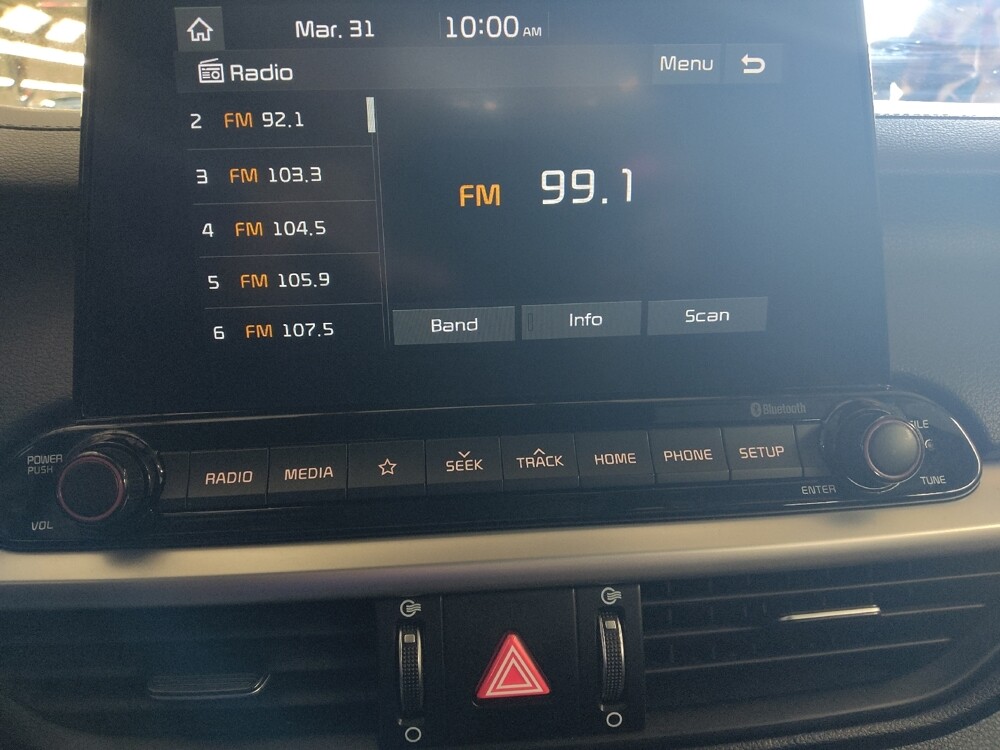 Mar. 31 10:00 AM
Radio Menu
2 FM 92.1
3 FM 103.3
4 FM 104.5
5 FM 105.9
6 FM 107.5
FM 99.1
Band Info Scan
Bluetooth
POWER
PUSH
VOL
RADIO MEDIA SEEK TRACK HOME PHONE SETUP
ENTER
TUNE